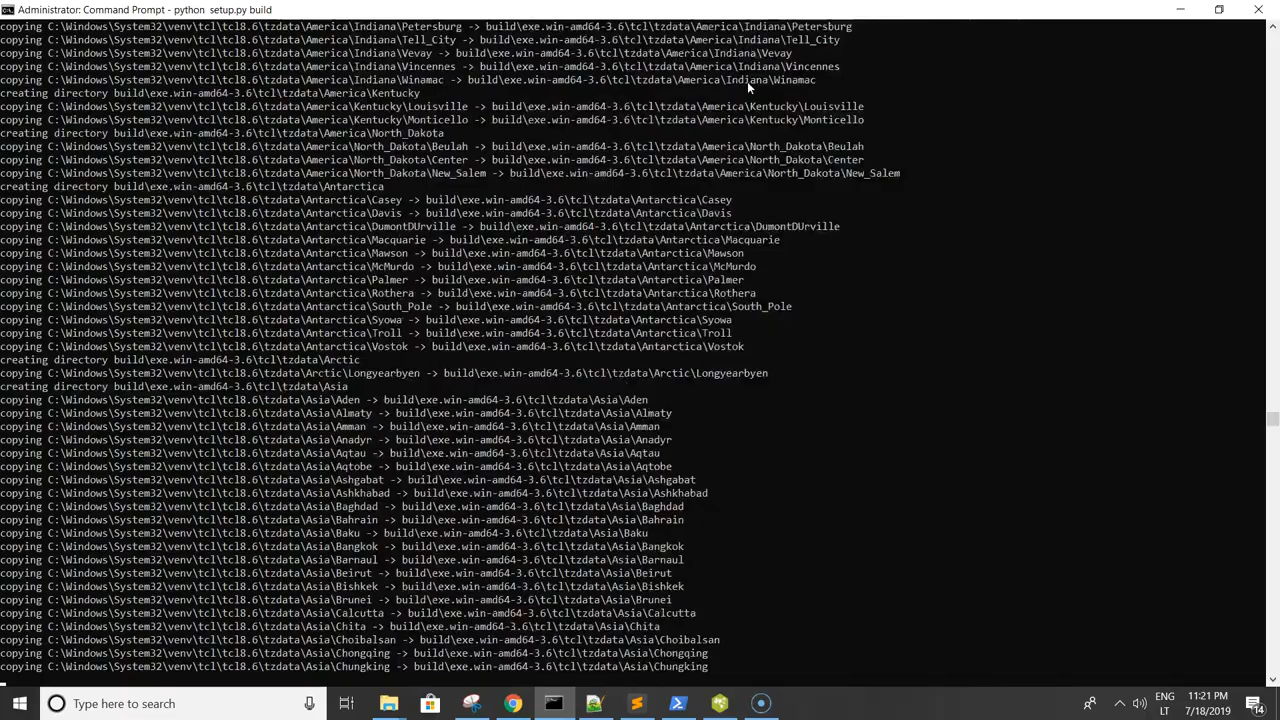 Administrator: Command Prompt - python  setup.py build
copying C:\Windows\System32\venv\tcl\tcl8.6\tzdata\America\Indiana\Petersburg -> build\exe.win-amd64-3.6\tcl\tzdata\America\Indiana\Petersburg
copying C:\Windows\System32\venv\tcl\tcl8.6\tzdata\America\Indiana\Tell_City -> build\exe.win-amd64-3.6\tcl\tzdata\America\Indiana\Tell_City
copying C:\Windows\System32\venv\tcl\tcl8.6\tzdata\America\Indiana\Vevay -> build\exe.win-amd64-3.6\tcl\tzdata\America\Indiana\Vevay
copying C:\Windows\System32\venv\tcl\tcl8.6\tzdata\America\Indiana\Vincennes -> build\exe.win-amd64-3.6\tcl\tzdata\America\Indiana\Vincennes
copying C:\Windows\System32\venv\tcl\tcl8.6\tzdata\America\Indiana\Winamac -> build\exe.win-amd64-3.6\tcl\tzdata\America\Indiana\Winamac
creating directory build\exe.win-amd64-3.6\tcl\tzdata\America\Kentucky
copying C:\Windows\System32\venv\tcl\tcl8.6\tzdata\America\Kentucky\Louisville -> build\exe.win-amd64-3.6\tcl\tzdata\America\Kentucky\Louisville
copying C:\Windows\System32\venv\tcl\tcl8.6\tzdata\America\Kentucky\Monticello -> build\exe.win-amd64-3.6\tcl\tzdata\America\Kentucky\Monticello
creating directory build\exe.win-amd64-3.6\tcl\tzdata\America\North_Dakota
copying C:\Windows\System32\venv\tcl\tcl8.6\tzdata\America\North_Dakota\Beulah -> build\exe.win-amd64-3.6\tcl\tzdata\America\North_Dakota\Beulah
copying C:\Windows\System32\venv\tcl\tcl8.6\tzdata\America\North_Dakota\Center -> build\exe.win-amd64-3.6\tcl\tzdata\America\North_Dakota\Center
copying C:\Windows\System32\venv\tcl\tcl8.6\tzdata\America\North_Dakota\New_Salem -> build\exe.win-amd64-3.6\tcl\tzdata\America\North_Dakota\New_Salem
creating directory build\exe.win-amd64-3.6\tcl\tzdata\Antarctica
copying C:\Windows\System32\venv\tcl\tcl8.6\tzdata\Antarctica\Casey -> build\exe.win-amd64-3.6\tcl\tzdata\Antarctica\Casey
copying C:\Windows\System32\venv\tcl\tcl8.6\tzdata\Antarctica\Davis -> build\exe.win-amd64-3.6\tcl\tzdata\Antarctica\Davis
copying C:\Windows\System32\venv\tcl\tcl8.6\tzdata\Antarctica\DumontDUrville -> build\exe.win-amd64-3.6\tcl\tzdata\Antarctica\DumontDUrville
copying C:\Windows\System32\venv\tcl\tcl8.6\tzdata\Antarctica\Macquarie -> build\exe.win-amd64-3.6\tcl\tzdata\Antarctica\Macquarie
copying C:\Windows\System32\venv\tcl\tcl8.6\tzdata\Antarctica\Mawson -> build\exe.win-amd64-3.6\tcl\tzdata\Antarctica\Mawson
copying C:\Windows\System32\venv\tcl\tcl8.6\tzdata\Antarctica\McMurdo -> build\exe.win-amd64-3.6\tcl\tzdata\Antarctica\McMurdo
copying C:\Windows\System32\venv\tcl\tcl8.6\tzdata\Antarctica\Palmer -> build\exe.win-amd64-3.6\tcl\tzdata\Antarctica\Palmer
copying C:\Windows\System32\venv\tcl\tcl8.6\tzdata\Antarctica\Rothera -> build\exe.win-amd64-3.6\tcl\tzdata\Antarctica\Rothera
copying C:\Windows\System32\venv\tcl\tcl8.6\tzdata\Antarctica\South_Pole -> build\exe.win-amd64-3.6\tcl\tzdata\Antarctica\South_Pole
copying C:\Windows\System32\venv\tcl\tcl8.6\tzdata\Antarctica\Syowa -> build\exe.win-amd64-3.6\tcl\tzdata\Antarctica\Syowa
copying C:\Windows\System32\venv\tcl\tcl8.6\tzdata\Antarctica\Troll -> build\exe.win-amd64-3.6\tcl\tzdata\Antarctica\Troll
copying C:\Windows\System32\venv\tcl\tcl8.6\tzdata\Antarctica\Vostok -> build\exe.win-amd64-3.6\tcl\tzdata\Antarctica\Vostok
creating directory build\exe.win-amd64-3.6\tcl\tzdata\Arctic
copying C:\Windows\System32\venv\tcl\tcl8.6\tzdata\Arctic\Longyearbyen -> build\exe.win-amd64-3.6\tcl\tzdata\Arctic\Longyearbyen
creating directory build\exe.win-amd64-3.6\tcl\tzdata\Asia
copying C:\Windows\System32\venv\tcl\tcl8.6\tzdata\Asia\Aden -> build\exe.win-amd64-3.6\tcl\tzdata\Asia\Aden
copying C:\Windows\System32\venv\tcl\tcl8.6\tzdata\Asia\Almaty -> build\exe.win-amd64-3.6\tcl\tzdata\Asia\Almaty
copying C:\Windows\System32\venv\tcl\tcl8.6\tzdata\Asia\Amman -> build\exe.win-amd64-3.6\tcl\tzdata\Asia\Amman
copying C:\Windows\System32\venv\tcl\tcl8.6\tzdata\Asia\Anadyr -> build\exe.win-amd64-3.6\tcl\tzdata\Asia\Anadyr
copying C:\Windows\System32\venv\tcl\tcl8.6\tzdata\Asia\Aqtau -> build\exe.win-amd64-3.6\tcl\tzdata\Asia\Aqtau
copying C:\Windows\System32\venv\tcl\tcl8.6\tzdata\Asia\Aqtobe -> build\exe.win-amd64-3.6\tcl\tzdata\Asia\Aqtobe
copying C:\Windows\System32\venv\tcl\tcl8.6\tzdata\Asia\Ashgabat -> build\exe.win-amd64-3.6\tcl\tzdata\Asia\Ashgabat
copying C:\Windows\System32\venv\tcl\tcl8.6\tzdata\Asia\Ashkhabad -> build\exe.win-amd64-3.6\tcl\tzdata\Asia\Ashkhabad
copying C:\Windows\System32\venv\tcl\tcl8.6\tzdata\Asia\Baghdad -> build\exe.win-amd64-3.6\tcl\tzdata\Asia\Baghdad
copying C:\Windows\System32\venv\tcl\tcl8.6\tzdata\Asia\Bahrain -> build\exe.win-amd64-3.6\tcl\tzdata\Asia\Bahrain
copying C:\Windows\System32\venv\tcl\tcl8.6\tzdata\Asia\Baku -> build\exe.win-amd64-3.6\tcl\tzdata\Asia\Baku
copying C:\Windows\System32\venv\tcl\tcl8.6\tzdata\Asia\Bangkok -> build\exe.win-amd64-3.6\tcl\tzdata\Asia\Bangkok
copying C:\Windows\System32\venv\tcl\tcl8.6\tzdata\Asia\Barnaul -> build\exe.win-amd64-3.6\tcl\tzdata\Asia\Barnaul
copying C:\Windows\System32\venv\tcl\tcl8.6\tzdata\Asia\Beirut -> build\exe.win-amd64-3.6\tcl\tzdata\Asia\Beirut
copying C:\Windows\System32\venv\tcl\tcl8.6\tzdata\Asia\Bishkek -> build\exe.win-amd64-3.6\tcl\tzdata\Asia\Bishkek
copying C:\Windows\System32\venv\tcl\tcl8.6\tzdata\Asia\Brunei -> build\exe.win-amd64-3.6\tcl\tzdata\Asia\Brunei
copying C:\Windows\System32\venv\tcl\tcl8.6\tzdata\Asia\Calcutta -> build\exe.win-amd64-3.6\tcl\tzdata\Asia\Calcutta
copying C:\Windows\System32\venv\tcl\tcl8.6\tzdata\Asia\Chita -> build\exe.win-amd64-3.6\tcl\tzdata\Asia\Chita
copying C:\Windows\System32\venv\tcl\tcl8.6\tzdata\Asia\Choibalsan -> build\exe.win-amd64-3.6\tcl\tzdata\Asia\Choibalsan
copying C:\Windows\System32\venv\tcl\tcl8.6\tzdata\Asia\Chongqing -> build\exe.win-amd64-3.6\tcl\tzdata\Asia\Chongqing
copying C:\Windows\System32\venv\tcl\tcl8.6\tzdata\Asia\Chungking -> build\exe.win-amd64-3.6\tcl\tzdata\Asia\Chungking
Type here to search
ENG
LT
11:21 PM
7/18/2019
14